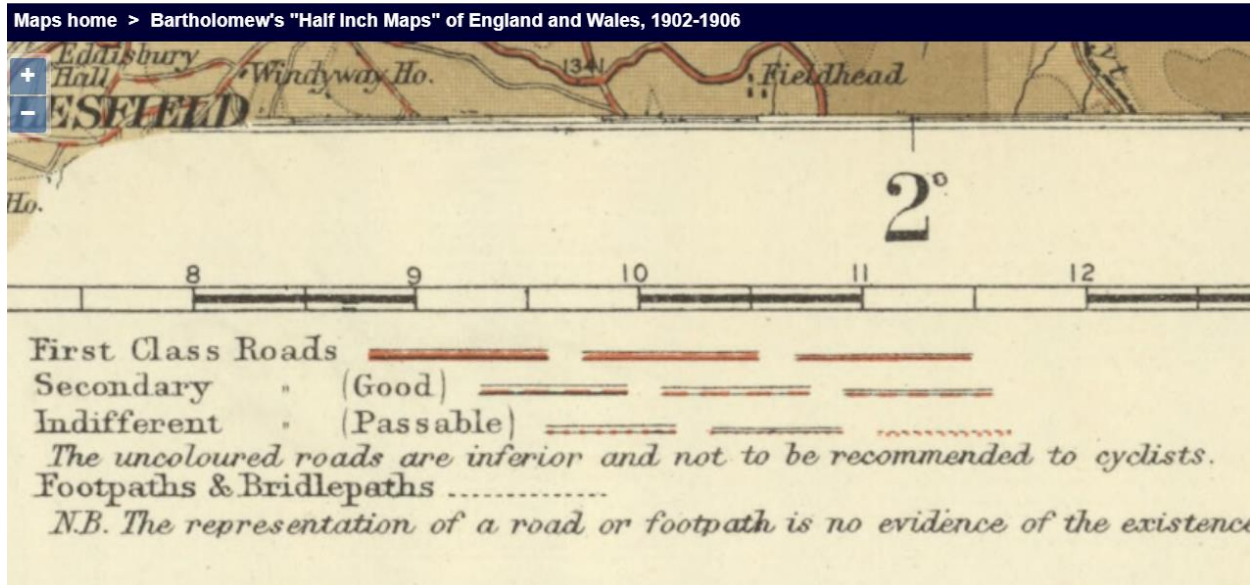 Maps home > Bartholomew's "Half Inch Maps" of England and Wales, 1902-1906
Eddisbury
Hall
Windyway Ho.
1341
Fieldhead
yt
+
−
LESFIELD
2°
Ho.
8 9 10 11 12
First Class Roads
Secondary " (Good)
Indifferent " (Passable)
The uncoloured roads are inferior and not to be recommended to cyclists.
Footpaths & Bridlepaths
N.B. The representation of a road or footpath is no evidence of the existence